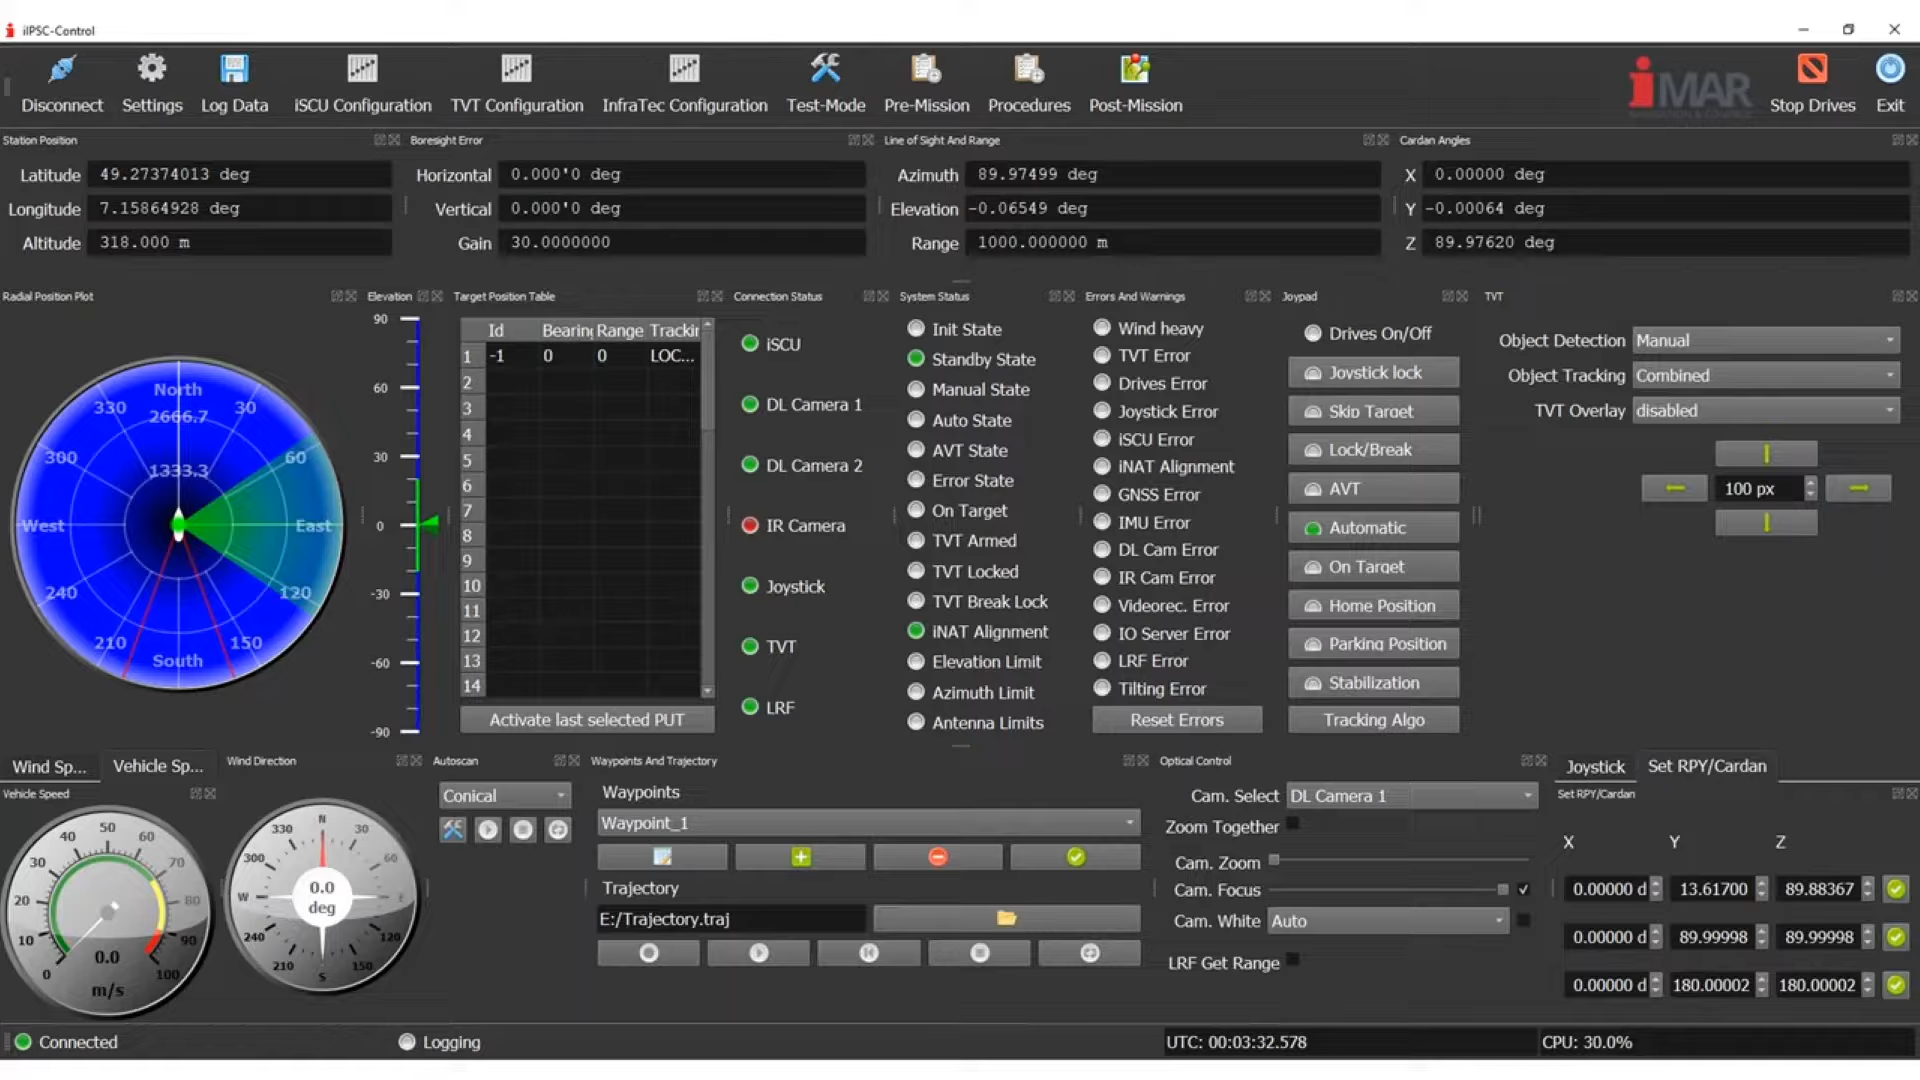 iIPSC-Control
Disconnect Settings Log Data iSCU Configuration TVT Configuration InfraTec Configuration Test-Mode Pre-Mission Procedures Post-Mission iMAR Stop Drives Exit
Station Position Boresight Error Line of Sight And Range Cardan Angles
Latitude 49.27374013 deg Horizontal 0.000'0 deg Azimuth 89.97499 deg X 0.00000 deg
Longitude 7.15864928 deg Vertical 0.000'0 deg Elevation -0.06549 deg Y -0.00064 deg
Altitude 318.000 m Gain 30.0000000 Range 1000.000000 m Z 89.97620 deg
Radial Position Plot Elevation Target Position Table Connection Status System Status Errors And Warnings Joypad TVT
North
2666.7
1333.3
330 30
300 60
West East
240 120
210 150
South
90
60
30
0
-30
-60
-90
Id Bearin Range Trackin
1 -1 0 0 LOC...
2
3
4
5
6
7
8
9
10
11
12
13
14
Activate last selected PUT
iSCU
DL Camera 1
DL Camera 2
IR Camera
Joystick
TVT
LRF
Init State
Standby State
Manual State
Auto State
AVT State
Error State
On Target
TVT Armed
TVT Locked
TVT Break Lock
iNAT Alignment
Elevation Limit
Azimuth Limit
Antenna Limits
Wind heavy
TVT Error
Drives Error
Joystick Error
iSCU Error
iNAT Alignment
GNSS Error
IMU Error
DL Cam Error
IR Cam Error
Videorec. Error
IO Server Error
LRF Error
Tilting Error
Reset Errors
Drives On/Off
Joystick lock
Skip Target
Lock/Break
AVT
Automatic
On Target
Home Position
Parking Position
Stabilization
Tracking Algo
Object Detection Manual
Object Tracking Combined
TVT Overlay disabled
100 px
Wind Sp... Vehicle Sp...
Vehicle Speed
0 10 20 30 40 50 60 70 80 90 100
0.0
m/s
Wind Direction
N 30 60 E 120 150 S 210 240 W 300 330
0.0
deg
Autoscan
Conical
Waypoints And Trajectory
Waypoints
Waypoint_1
Trajectory
E:/Trajectory.traj
Optical Control
Cam. Select DL Camera 1
Zoom Together
Cam. Zoom
Cam. Focus
Cam. White Auto
LRF Get Range
Joystick Set RPY/Cardan
Set RPY/Cardan
X Y Z
0.00000 d 13.61700 89.88367
0.00000 d 89.99998 89.99998
0.00000 d 180.00002 180.00002
Connected Logging UTC: 00:03:32.578 CPU: 30.0%